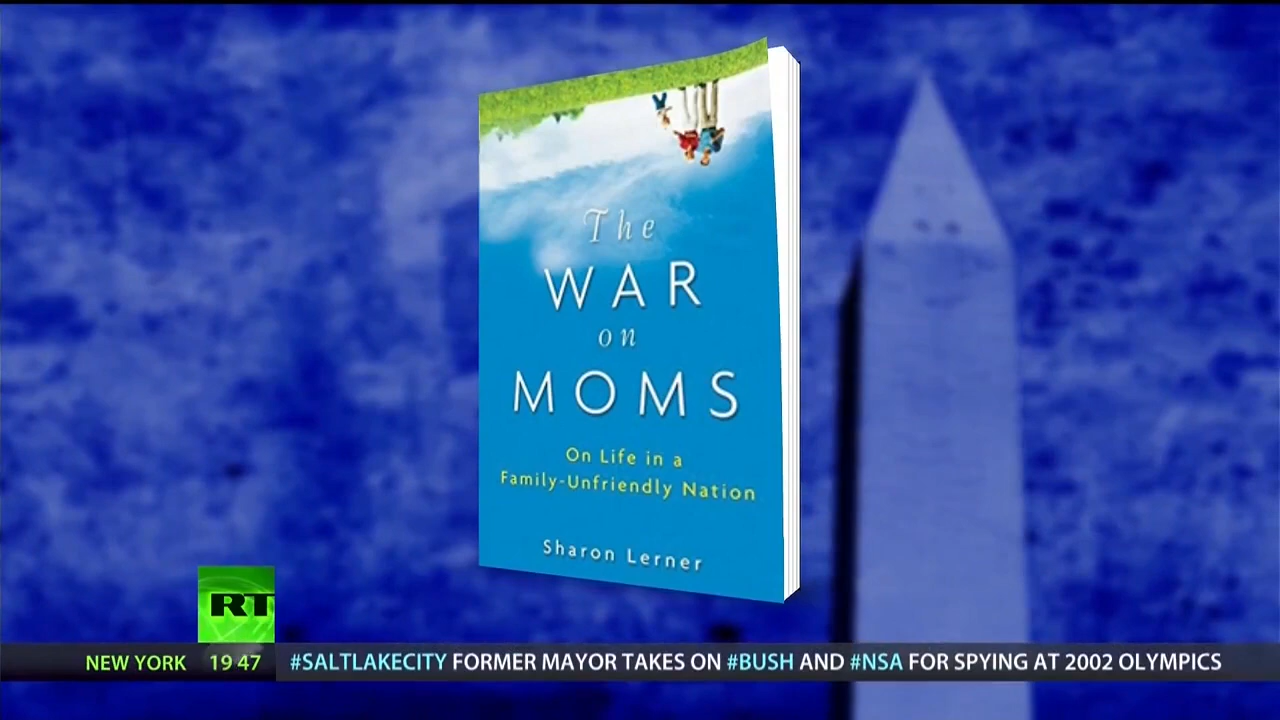 The
WAR
on
MOMS
On Life in a
Family-Unfriendly Nation
Sharon Lerner
RT
NEW YORK 19 47 #SALTLAKECITY FORMER MAYOR TAKES ON #BUSH AND #NSA FOR SPYING AT 2002 OLYMPICS